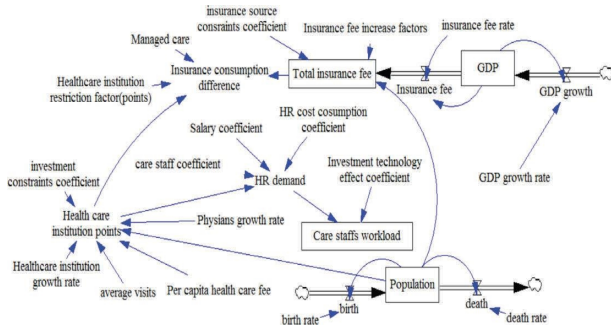 insurance source
constraints coefficient
Insurance fee increase factors
insurance fee rate
Managed care
Insurance consumption
difference
Total insurance fee
Insurance fee
GDP
GDP growth
Healthcare institution
restriction factor(points)
Salary coefficient
HR cost cosumption
coefficient
GDP growth rate
investment
constraints coefficient
care staff coefficient
HR demand
Investment technology
effect coefficient
Health care
institution points
Physians growth rate
Care staffs workload
Healthcare institution
growth rate
average visits
Per capita health care fee
Population
birth
death
birth rate
death rate